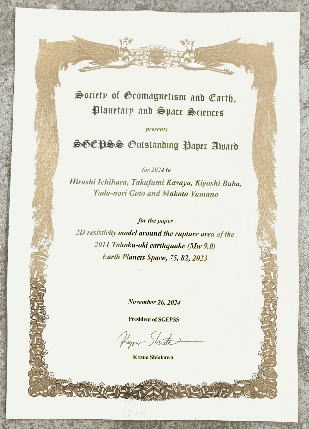 Society of Geomagnetism and Earth,
Planetary and Space Sciences
presents
SGEPSS Outstanding Paper Award
for 2024 to
Hiroshi Ichihara, Takafumi Kasaya, Kiyoshi Baba,
Tada-nori Goto and Makoto Yamano
for the paper
2D resistivity model around the rupture area of the
2011 Tohoku-oki earthquake (Mw 9.0)
Earth Planets Space, 75, 82, 2023
November 26, 2024
President of SGEPSS
Kazuo Shiokawa